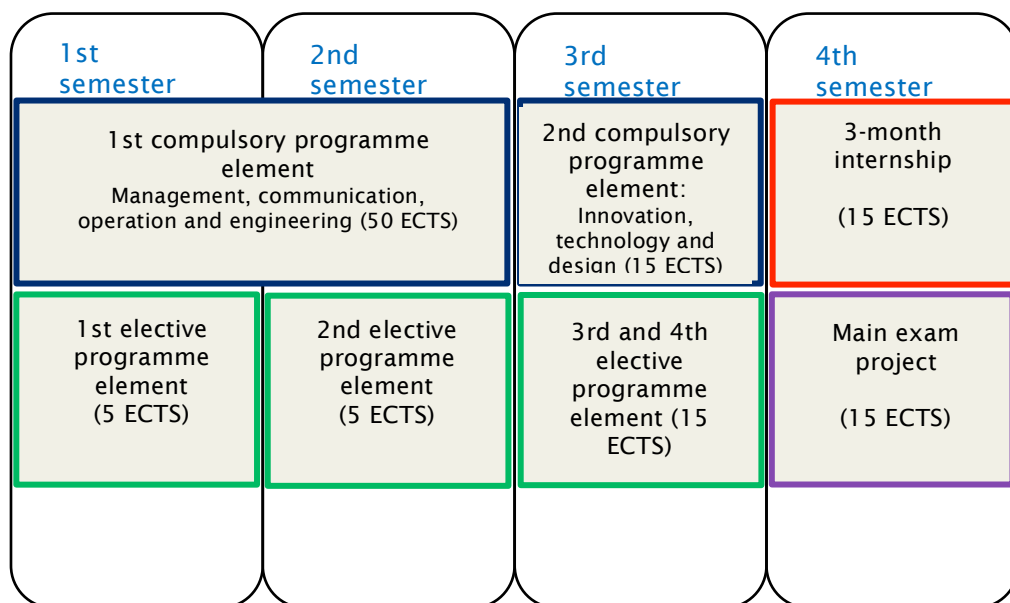 1st
semester
2nd
semester
3rd
semester
4th
semester
1st compulsory programme
element
Management, communication,
operation and engineering (50 ECTS)
2nd compulsory
programme
element:
Innovation,
technology and
design (15 ECTS)
3-month
internship
(15 ECTS)
1st elective
programme
element
(5 ECTS)
2nd elective
programme
element
(5 ECTS)
3rd and 4th
elective
programme
element (15
ECTS)
Main exam
project
(15 ECTS)